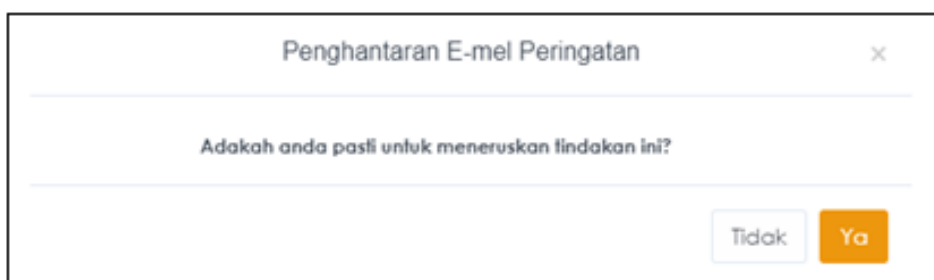 Penghantaran E-mel Peringatan
Adakah anda pasti untuk meneruskan tindakan ini?
Tidak
Ya